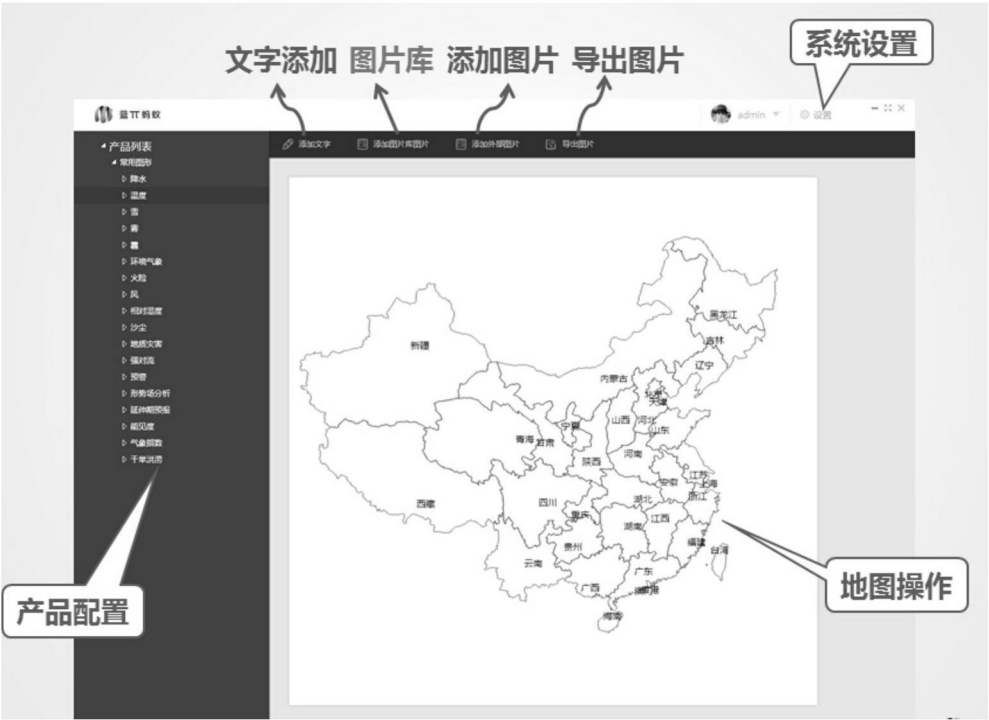 系统设置
文字添加 图片库 添加图片 导出图片
蓝TT蚂蚁
admin
设置
添加文字 添加图片库图片 添加外部图片 导出图片
产品列表
常用图形
降水
温度
雪
雾
霾
环境气象
火险
风
相对湿度
沙尘
地质灾害
强对流
预警
形势场分析
延伸期预报
能见度
气象指数
干旱洪涝
黑龙江
吉林
新疆
辽宁
内蒙古
北京
天津
山西 河北
宁夏
山东
青海 甘肃
河南
陕西
江苏
安徽
上海
浙江
西藏
四川
湖北
重庆
江西
湖南
福建
贵州
台湾
云南
广东
广西
海南
产品配置
地图操作